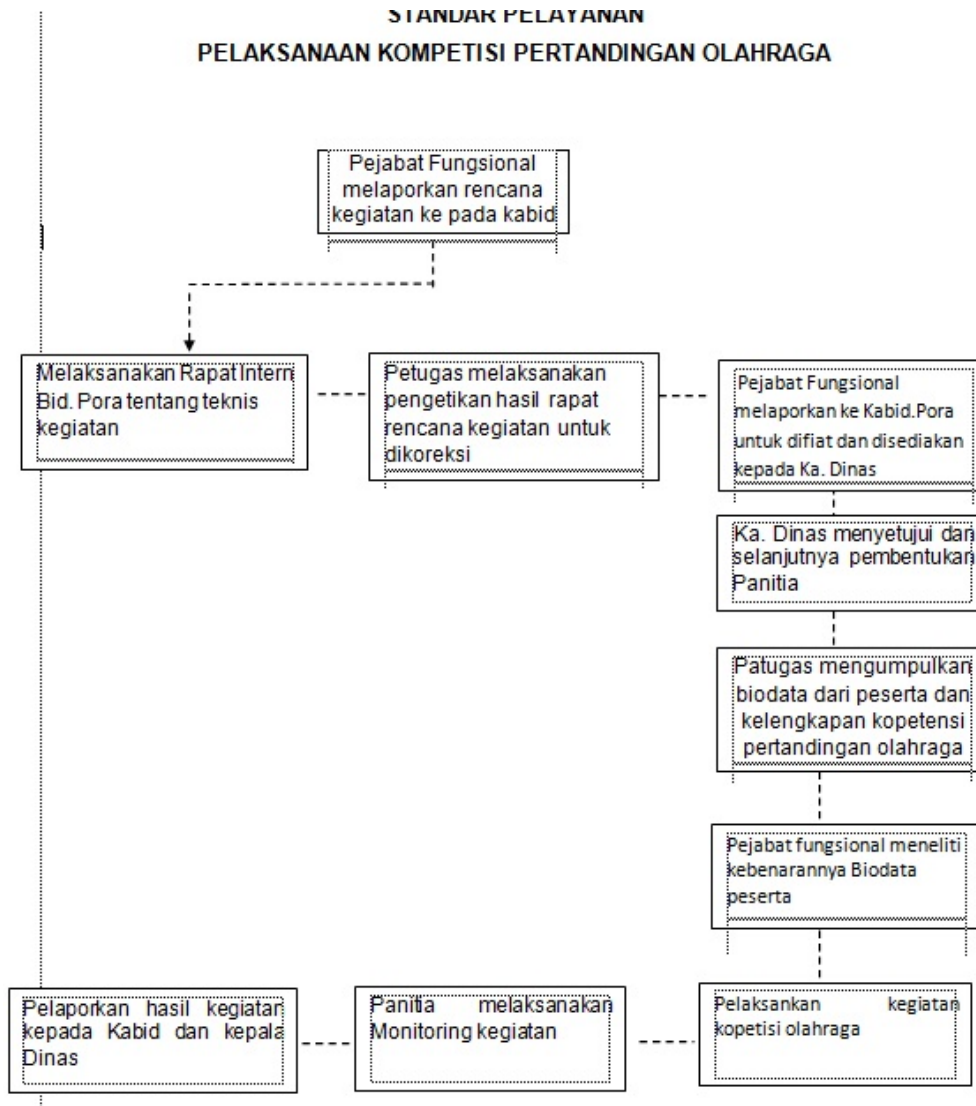 STANDAR PELAYANAN
PELAKSANAAN KOMPETISI PERTANDINGAN OLAHRAGA
Pejabat Fungsional
melaporkan rencana
kegiatan ke pada kabid
Melaksanakan Rapat Intern
Bid. Pora tentang teknis
kegiatan
Petugas melaksanakan
pengetikan hasil rapat
rencana kegiatan untuk
dikoreksi
Pejabat Fungsional
melaporkan ke Kabid.Pora
untuk difiat dan disediakan
kepada Ka. Dinas
Ka. Dinas menyetujui dan
selanjutnya pembentukan
Panitia
Patugas mengumpulkan
biodata dari peserta dan
kelengkapan kopetensi
pertandingan olahraga
Pejabat fungsional meneliti
kebenarannya Biodata
peserta
Pelaksankan kegiatan
kopetisi olahraga
Panitia melaksanakan
Monitoring kegiatan
Pelaporkan hasil kegiatan
kepada Kabid dan kepala
Dinas